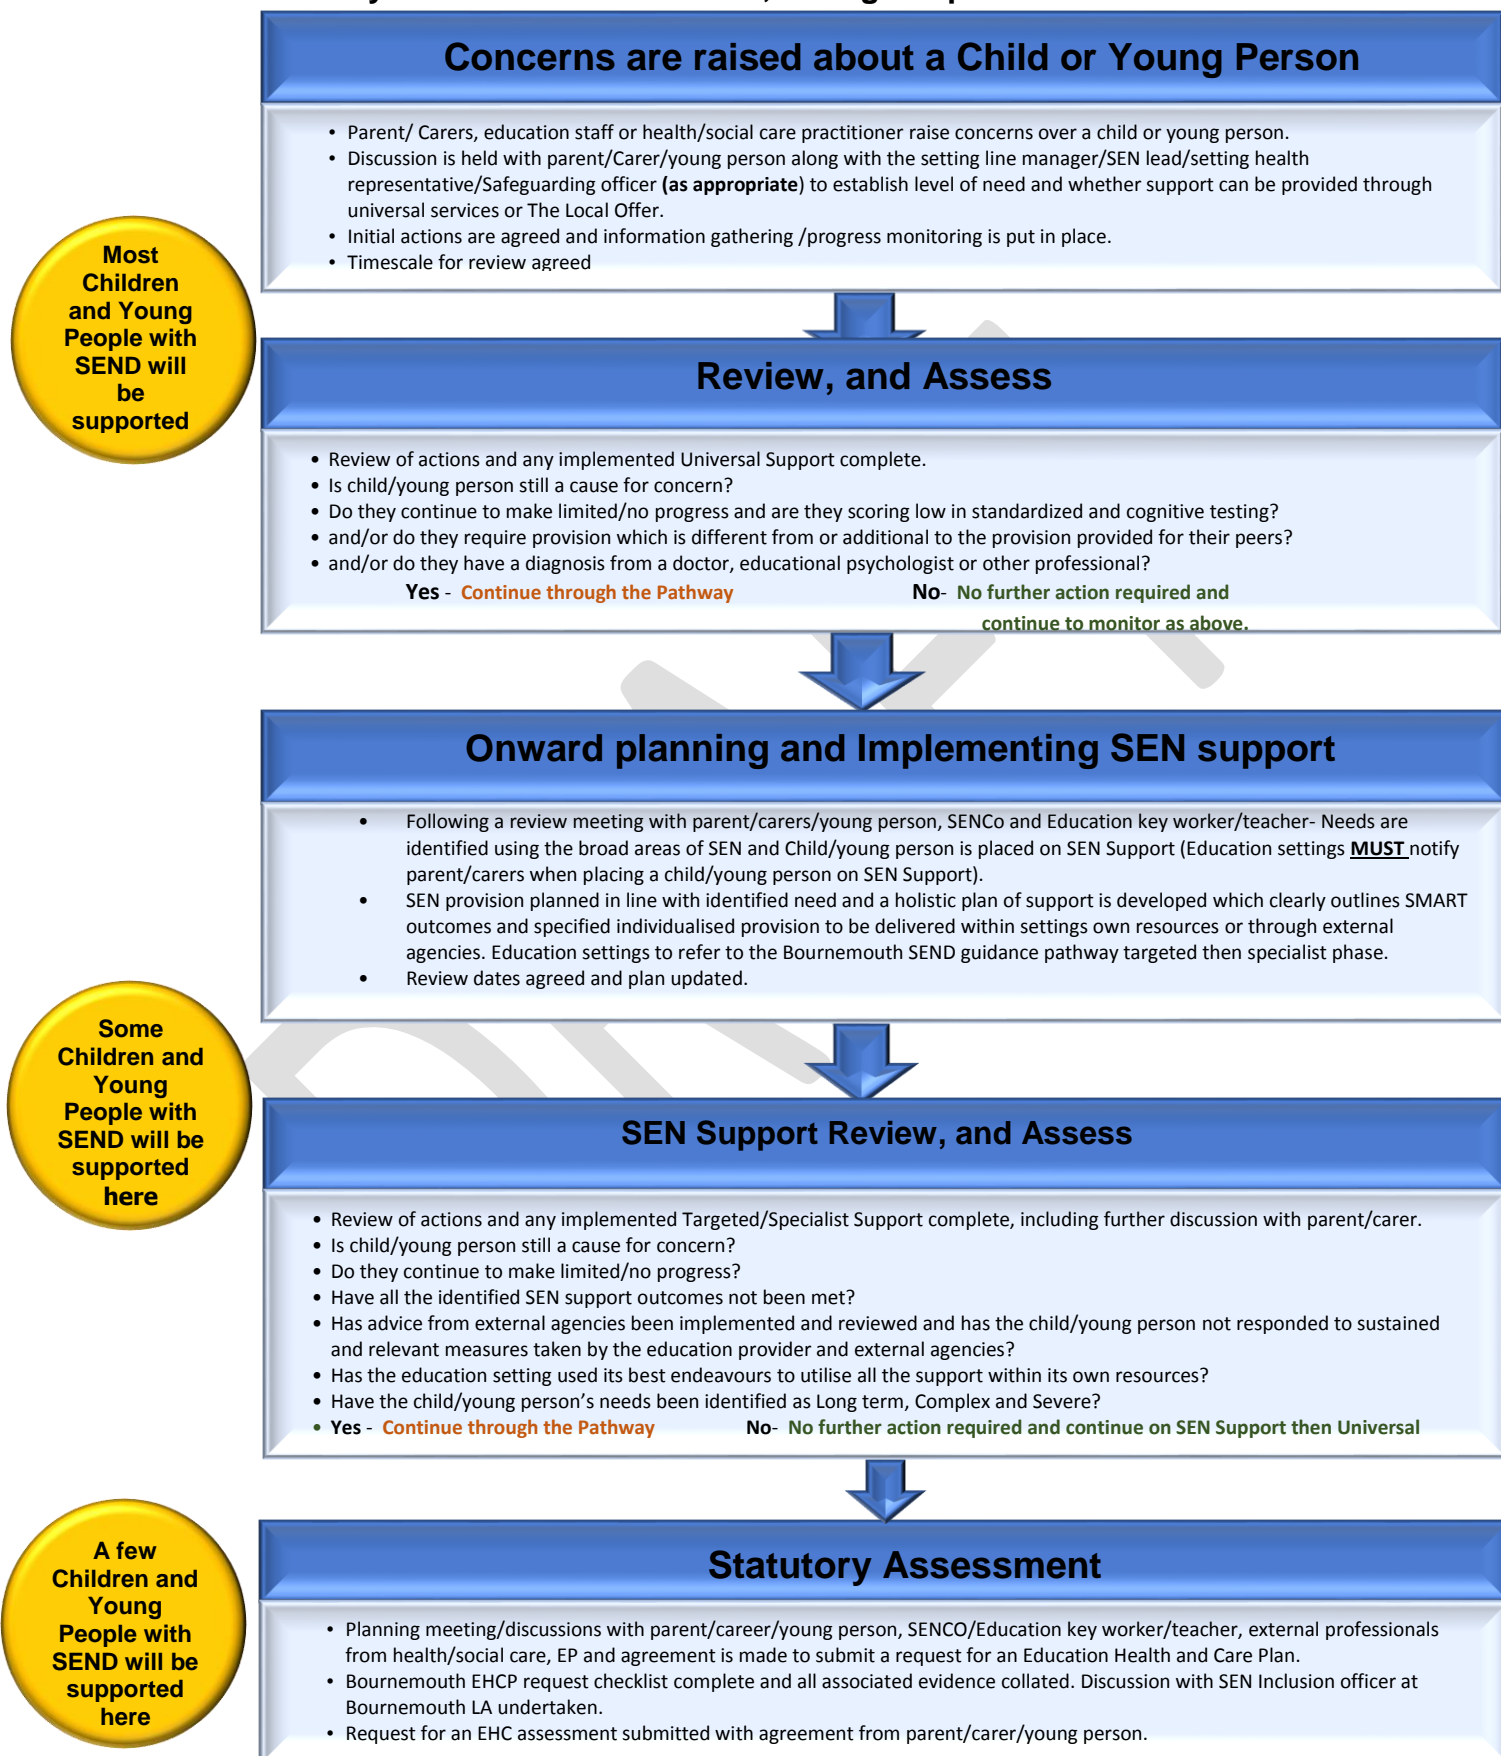 Concerns are raised about a Child or Young Person
• Parent/ Carers, education staff or health/social care practitioner raise concerns over a child or young person.
• Discussion is held with parent/Carer/young person along with the setting line manager/SEN lead/setting health
representative/Safeguarding officer (as appropriate) to establish level of need and whether support can be provided through
universal services or The Local Offer.
• Initial actions are agreed and information gathering /progress monitoring is put in place.
• Timescale for review agreed
Most
Children
and Young
People with
SEND will
be
supported
Review, and Assess
• Review of actions and any implemented Universal Support complete.
• Is child/young person still a cause for concern?
• Do they continue to make limited/no progress and are they scoring low in standardized and cognitive testing?
• and/or do they require provision which is different from or additional to the provision provided for their peers?
• and/or do they have a diagnosis from a doctor, educational psychologist or other professional?
Yes - Continue through the Pathway No- No further action required and
continue to monitor as above.
Onward planning and Implementing SEN support
• Following a review meeting with parent/carers/young person, SENCo and Education key worker/teacher- Needs are
identified using the broad areas of SEN and Child/young person is placed on SEN Support (Education settings MUST notify
parent/carers when placing a child/young person on SEN Support).
• SEN provision planned in line with identified need and a holistic plan of support is developed which clearly outlines SMART
outcomes and specified individualised provision to be delivered within settings own resources or through external
agencies. Education settings to refer to the Bournemouth SEND guidance pathway targeted then specialist phase.
• Review dates agreed and plan updated.
Some
Children and
Young
People with
SEND will be
supported
here
SEN Support Review, and Assess
• Review of actions and any implemented Targeted/Specialist Support complete, including further discussion with parent/carer.
• Is child/young person still a cause for concern?
• Do they continue to make limited/no progress?
• Have all the identified SEN support outcomes not been met?
• Has advice from external agencies been implemented and reviewed and has the child/young person not responded to sustained
and relevant measures taken by the education provider and external agencies?
• Has the education setting used its best endeavours to utilise all the support within its own resources?
• Have the child/young person's needs been identified as Long term, Complex and Severe?
• Yes - Continue through the Pathway No- No further action required and continue on SEN Support then Universal
A few
Children and
Young
People with
SEND will be
supported
here
Statutory Assessment
• Planning meeting/discussions with parent/career/young person, SENCO/Education key worker/teacher, external professionals
from health/social care, EP and agreement is made to submit a request for an Education Health and Care Plan.
• Bournemouth EHCP request checklist complete and all associated evidence collated. Discussion with SEN Inclusion officer at
Bournemouth LA undertaken.
• Request for an EHC assessment submitted with agreement from parent/carer/young person.